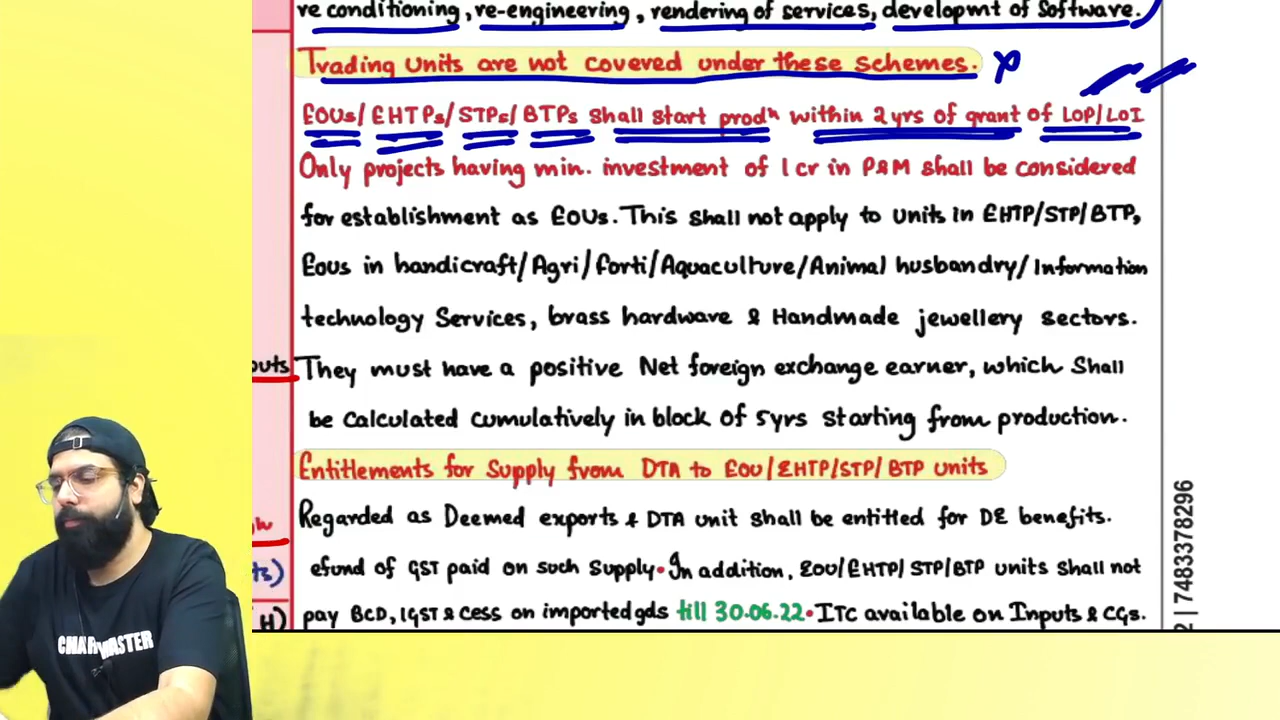 re conditioning, re-engineering, rendering of services, developmt of Software.
Trading Units are not covered under these schemes.
EOUs/ EHTPs/ STPs/ BTPs shall start prodn within 2 yrs of grant of LOP/LOI
Only projects having min. investment of 1 cr in P&M shall be considered
for establishment as EOUs. This shall not apply to units in EHTP/STP/BTP,
Eous in handicraft/Agri/forti/Aquaculture/Animal husbandry/Information
technology Services, brass hardware & Handmade jewellery sectors.
outs They must have a positive Net foreign exchange earner, which Shall
be Calculated Cumulatively in block of 5yrs starting from production.
Entitlements for Supply from DTA to EOU/EHTP/STP/ BTP units
Regarded as Deemed exports & DTA unit shall be entitled for DE benefits.
ts) efund of GST paid on such Supply • In addition, EOU/EHTP/ STP/BTP units shall not
H) pay BCD, IGST & Cess on imported gds till 30.06.22 • ITC available on Inputs & CGs.
2 | 7483378296